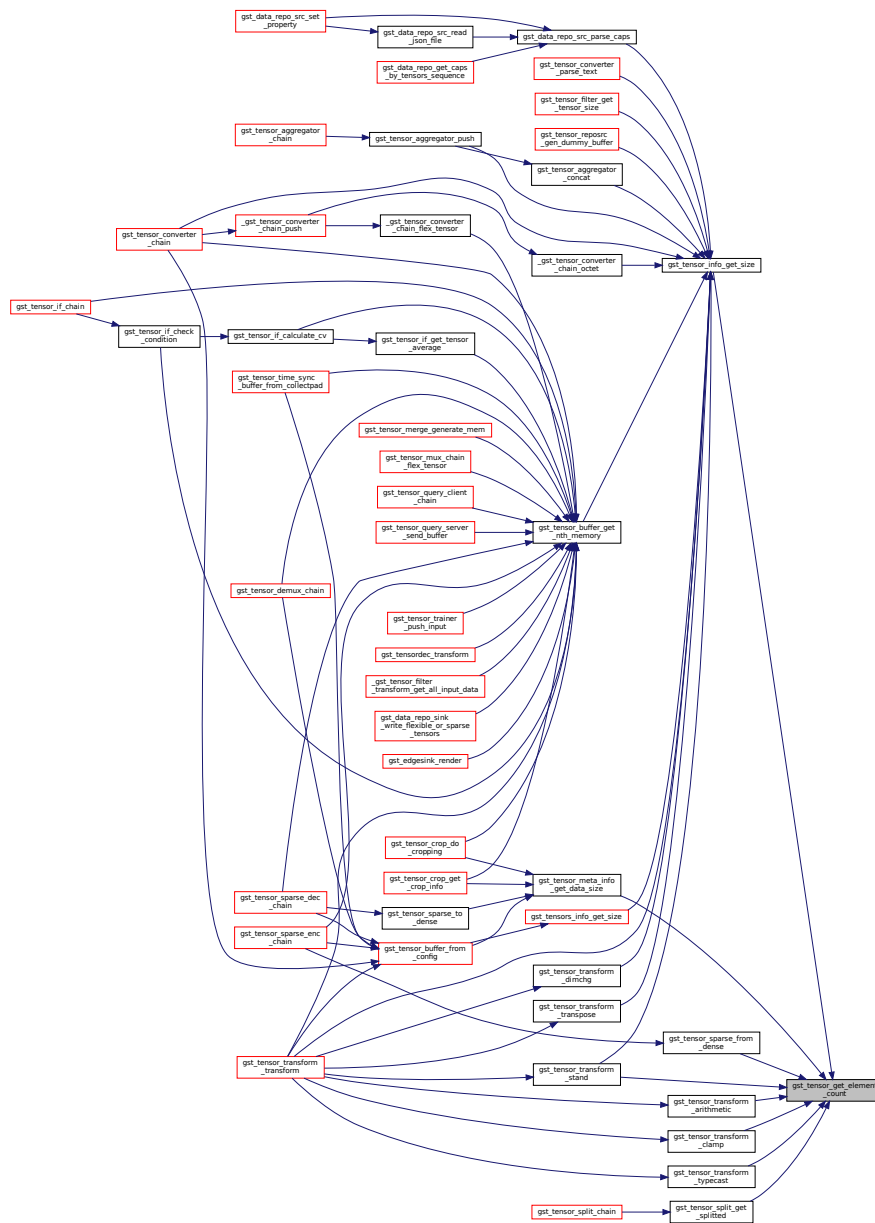 gst_data_repo_src_set
_property
gst_data_repo_src_read
_json_file
gst_data_repo_src_parse_caps
gst_data_repo_get_caps
_by_tensors_sequence
gst_tensor_converter
_parse_text
gst_tensor_filter_get
_tensor_size
gst_tensor_reposrc
_gen_dummy_buffer
gst_tensor_aggregator
_chain
gst_tensor_aggregator_push
gst_tensor_aggregator
_concat
gst_tensor_converter
_chain
_gst_tensor_converter
_chain_push
_gst_tensor_converter
_chain_flex_tensor
_gst_tensor_converter
_chain_octet
gst_tensor_info_get_size
gst_tensor_if_chain
gst_tensor_if_check
_condition
gst_tensor_if_calculate_cv
gst_tensor_if_get_tensor
_average
gst_tensor_time_sync
_buffer_from_collectpad
gst_tensor_merge_generate_mem
gst_tensor_mux_chain
_flex_tensor
gst_tensor_query_client
_chain
gst_tensor_query_server
_send_buffer
gst_tensor_buffer_get
_nth_memory
gst_tensor_demux_chain
gst_tensor_trainer
_push_input
gst_tensordec_transform
_gst_tensor_filter
_transform_get_all_input_data
gst_data_repo_sink
_write_flexible_or_sparse
_tensors
gst_edgesink_render
gst_tensor_crop_do
_cropping
gst_tensor_crop_get
_crop_info
gst_tensor_meta_info
_get_data_size
gst_tensor_sparse_dec
_chain
gst_tensor_sparse_to
_dense
gst_tensors_info_get_size
gst_tensor_sparse_enc
_chain
gst_tensor_buffer_from
_config
gst_tensor_transform
_dimchg
gst_tensor_transform
_transpose
gst_tensor_sparse_from
_dense
gst_tensor_transform
_transform
gst_tensor_transform
_stand
gst_tensor_get_element
_count
gst_tensor_transform
_arithmetic
gst_tensor_transform
_clamp
gst_tensor_transform
_typecast
gst_tensor_split_chain
gst_tensor_split_get
_splitted